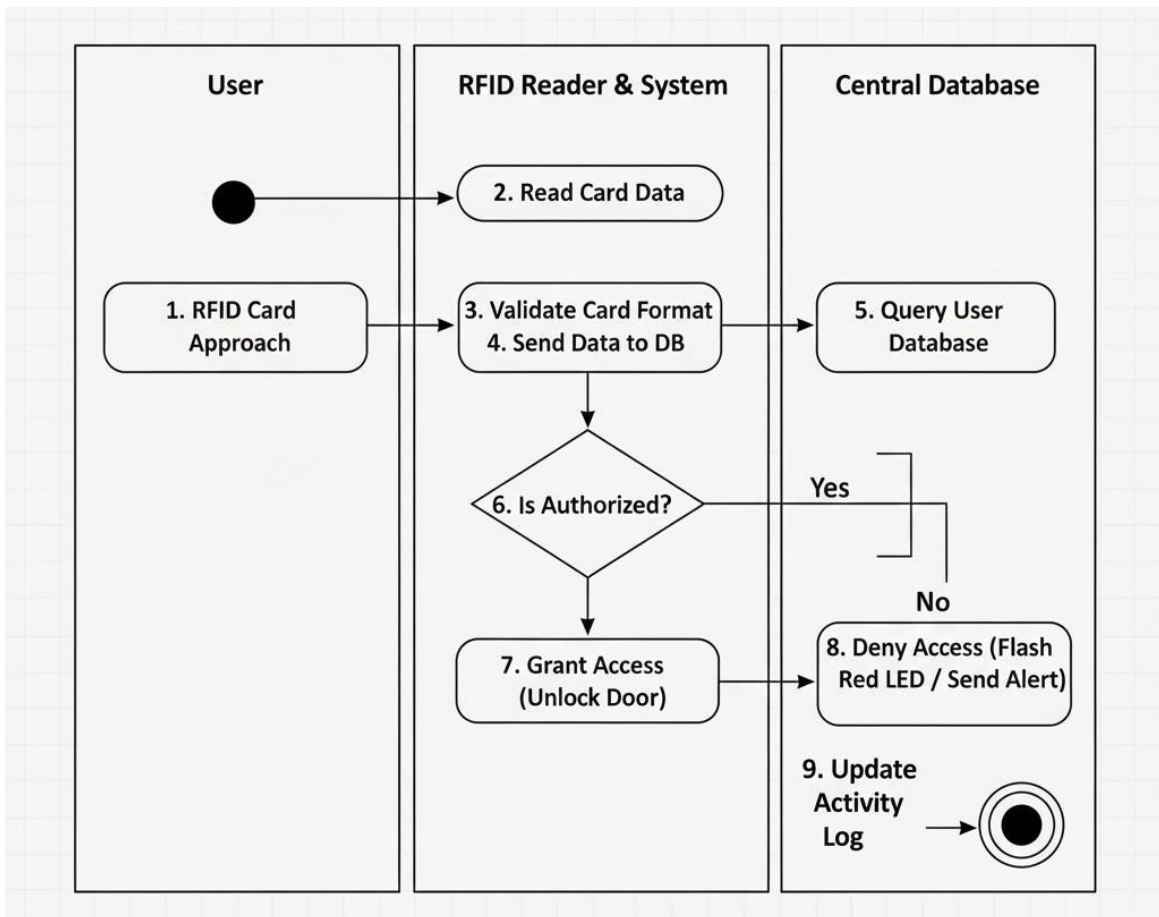 User
RFID Reader & System
Central Database
2. Read Card Data
1. RFID Card
Approach
3. Validate Card Format
4. Send Data to DB
5. Query User
Database
6. Is Authorized?
Yes
No
7. Grant Access
(Unlock Door)
8. Deny Access (Flash
Red LED / Send Alert)
9. Update
Activity
Log